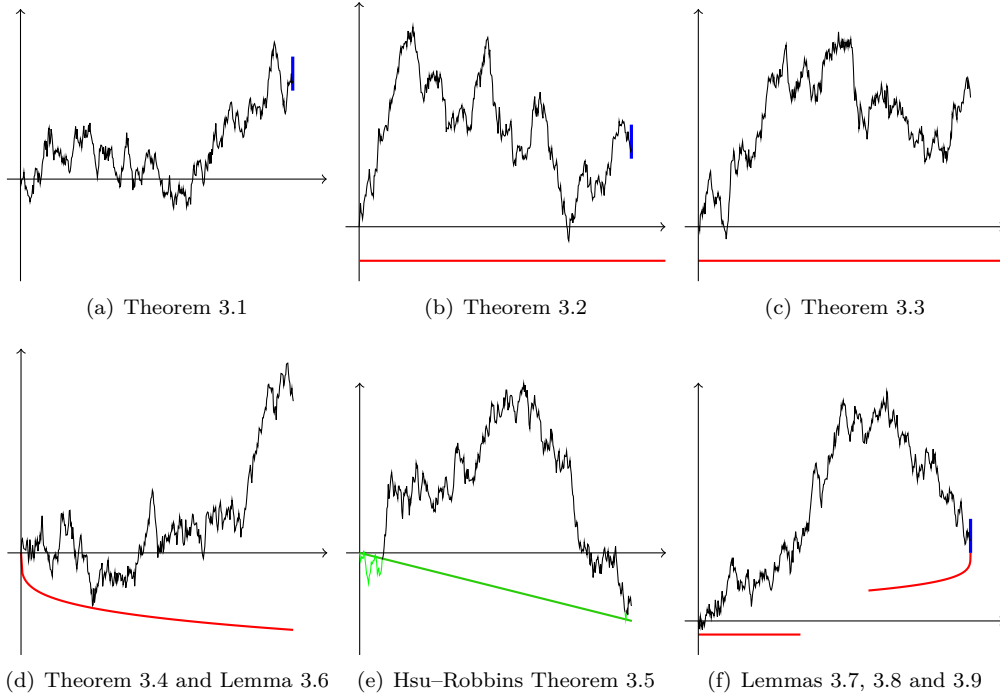 (a) Theorem 3.1
(b) Theorem 3.2
(c) Theorem 3.3
(d) Theorem 3.4 and Lemma 3.6
(e) Hsu–Robbins Theorem 3.5
(f) Lemmas 3.7, 3.8 and 3.9